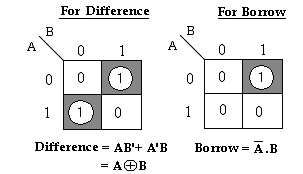 For Difference
For Borrow
B
A
0 1
0 0 1
1 1 0
B
A
0 1
0 0 1
1 0 0
Difference = AB'+ A'B
= A⊕B
Borrow = A̅.B